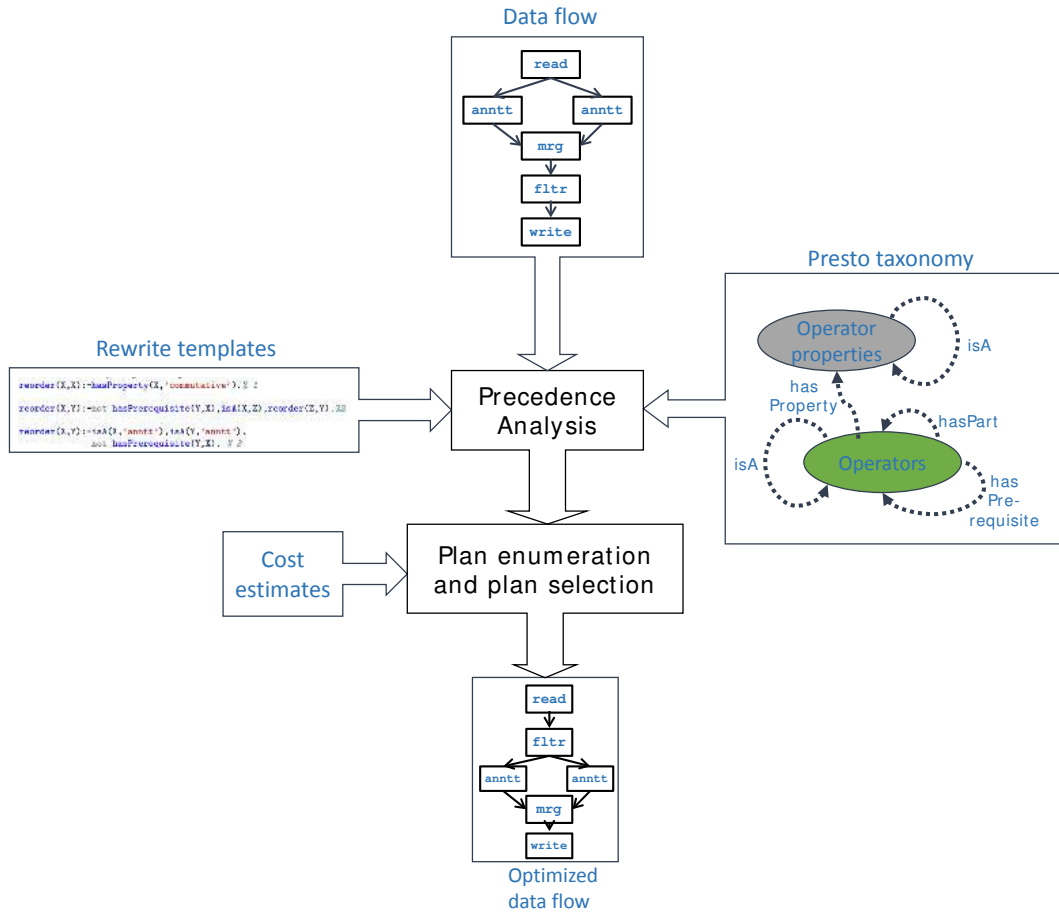 Data flow
read
anntt anntt
mrg
fltr
write
Presto taxonomy
Operator
properties
isA
has
Property
hasPart
isA
Operators
has
Pre-
requisite
Rewrite templates
reorder(X,X):-hasProperty(X,'commutative').%
reorder(X,Y):-not hasPrerequisite(Y,X),isA(X,Z),reorder(Z,Y).
reorder(X,Y):-isA(X,'anntt'),isA(Y,'anntt'),
not hasPrerequisite(Y,X). %
Precedence
Analysis
Cost
estimates
Plan enumeration
and plan selection
read
fltr
anntt anntt
mrg
write
Optimized
data flow